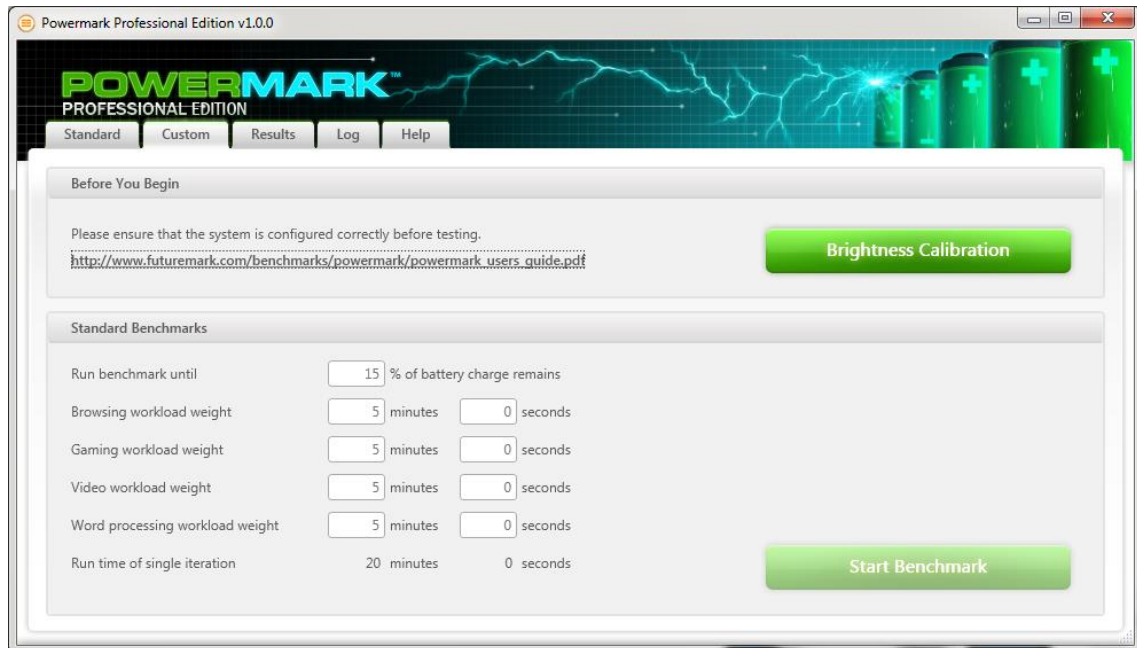 Powermark Professional Edition v1.0.0
POWERMARK™
PROFESSIONAL EDITION
Standard Custom Results Log Help
Before You Begin
Please ensure that the system is configured correctly before testing.
http://www.futuremark.com/benchmarks/powermark/powermark_users_guide.pdf
Brightness Calibration
Standard Benchmarks
Run benchmark until 15 % of battery charge remains
Browsing workload weight 5 minutes 0 seconds
Gaming workload weight 5 minutes 0 seconds
Video workload weight 5 minutes 0 seconds
Word processing workload weight 5 minutes 0 seconds
Run time of single iteration 20 minutes 0 seconds
Start Benchmark